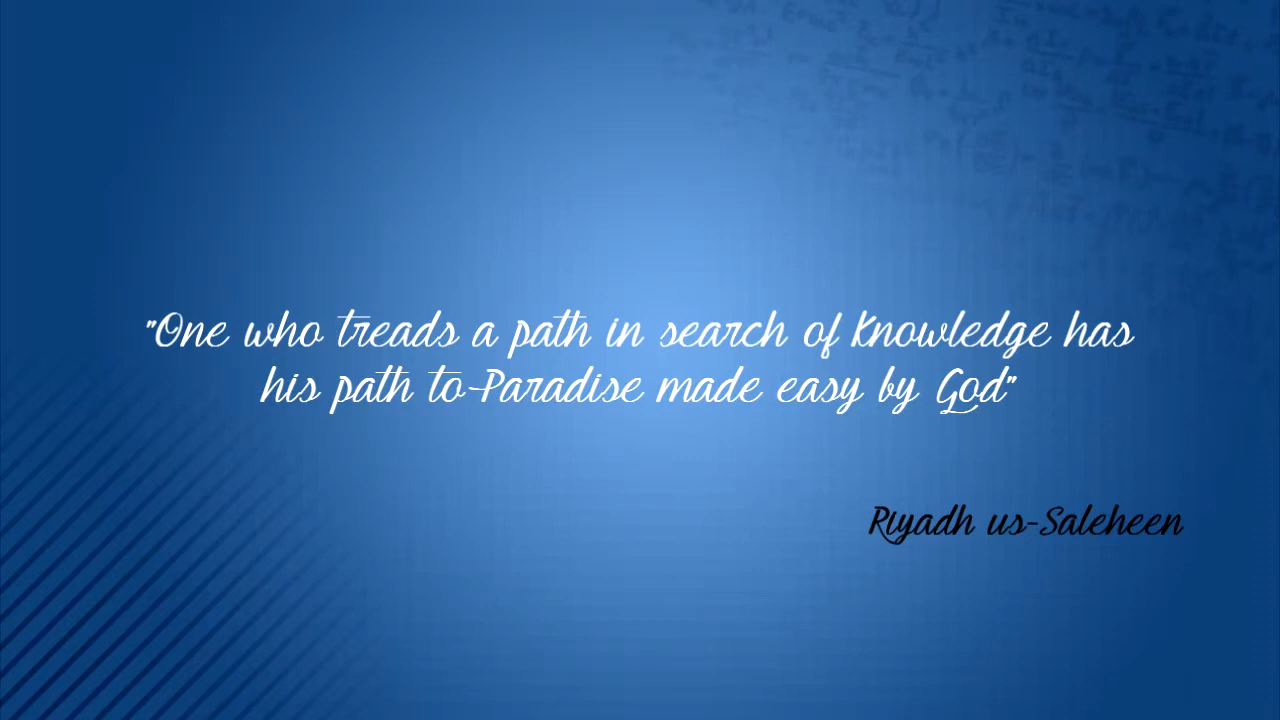 "One who treads a path in search of Knowledge has
his path to-Paradise made easy by God"
Riyadh us-Saleheen